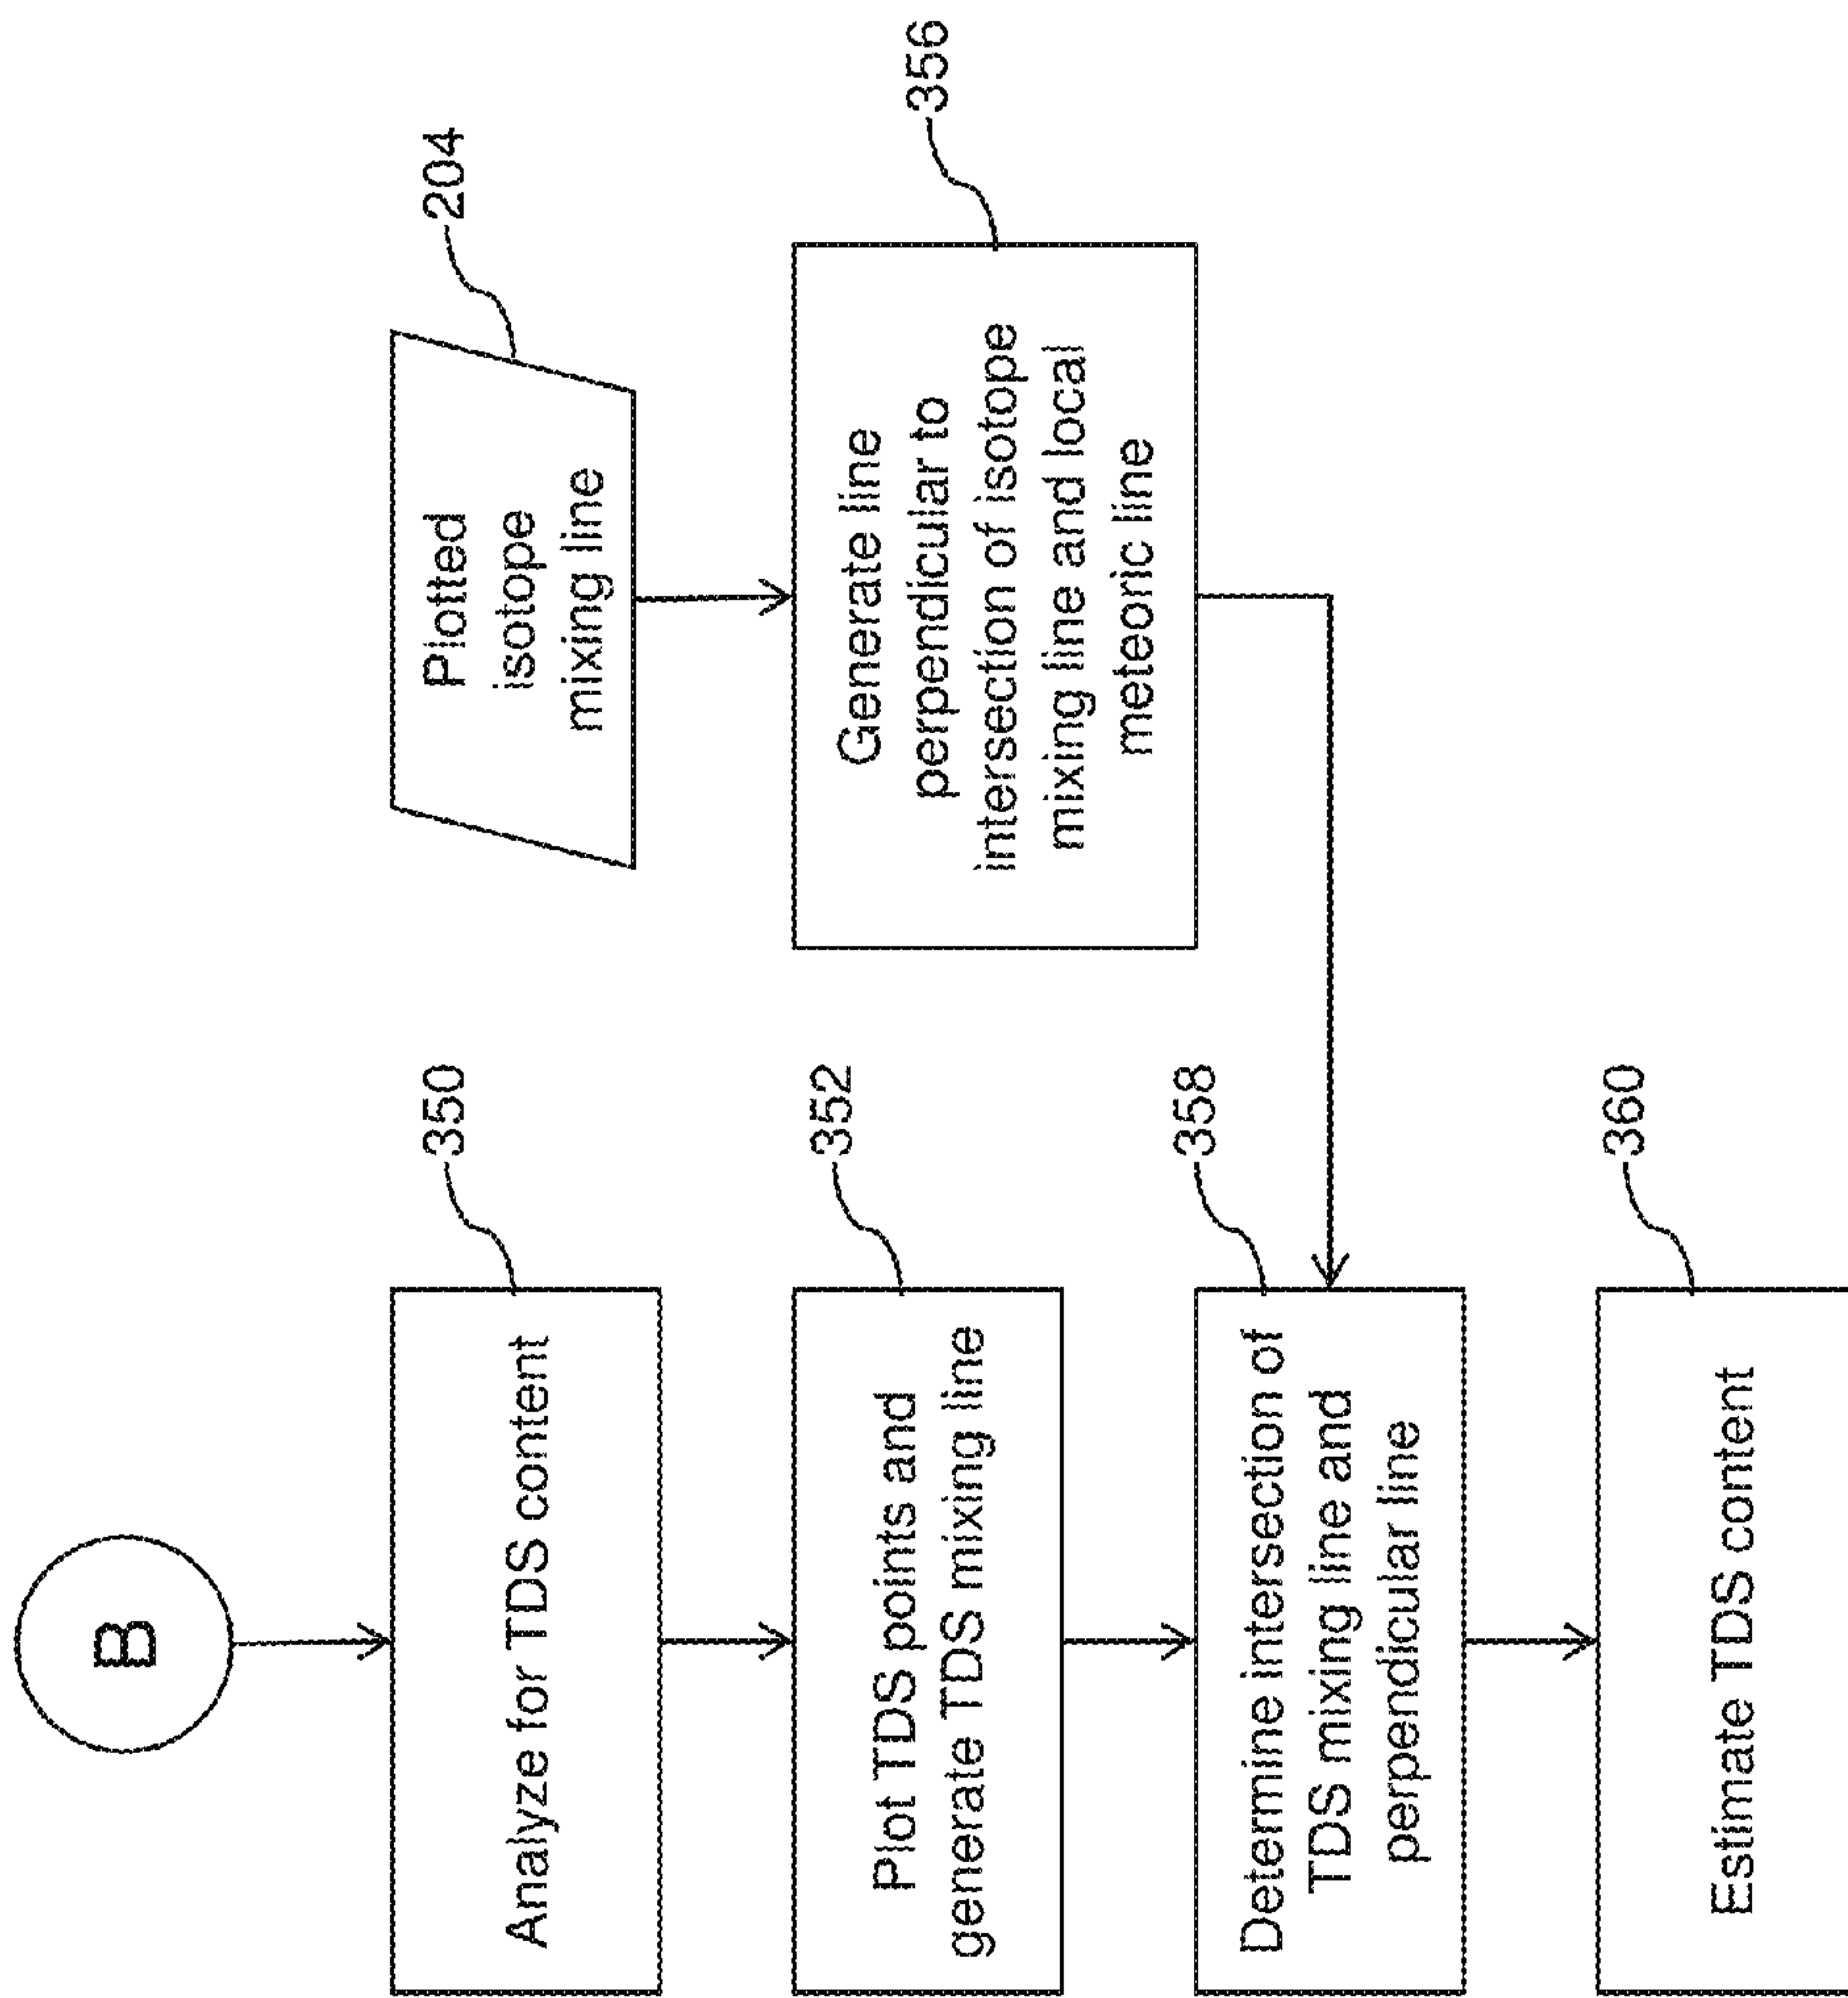 B
Analyze for TDS content
350
Plot TDS points and
generate TDS mixing line
352
Determine intersection of
TDS mixing line and
perpendicular line
358
Estimate TDS content
360
Plotted
isotope
mixing line
204
Generate line
perpendicular to
intersection of isotope
mixing line and local
meteoric line
356